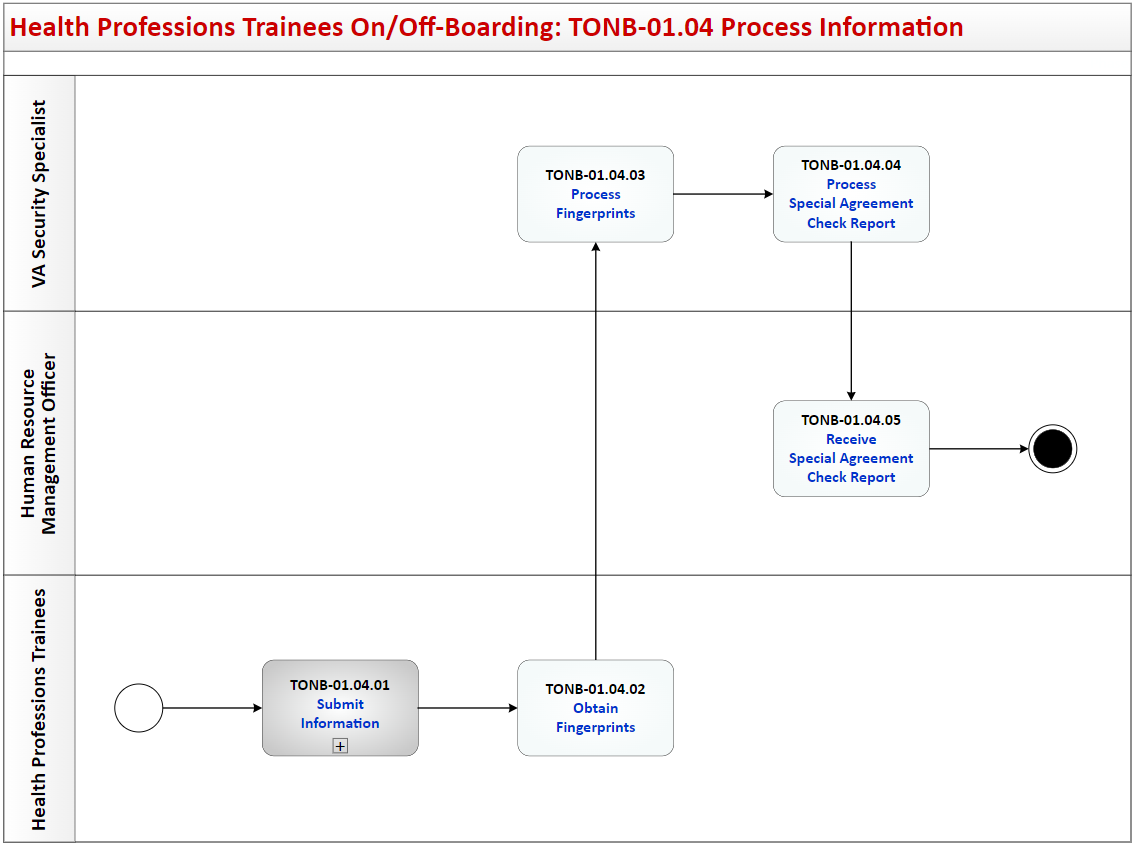 Health Professions Trainees On/Off-Boarding: TONB-01.04 Process Information
VA Security Specialist
TONB-01.04.03
Process
Fingerprints
TONB-01.04.04
Process
Special Agreement
Check Report
Human Resource
Management Officer
TONB-01.04.05
Receive
Special Agreement
Check Report
Health Professions Trainees
TONB-01.04.01
Submit
Information
+
TONB-01.04.02
Obtain
Fingerprints